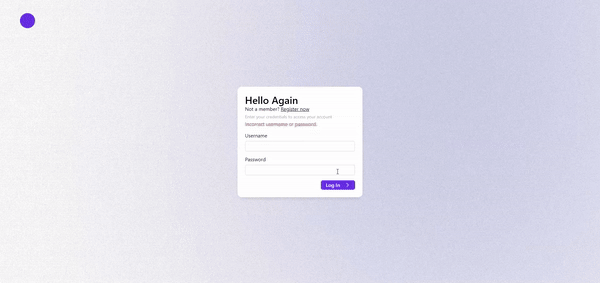 Hello Again
Not a member? Register now
Enter your credentials to access your account
Incorrect username or password.
Username
Password
Log in